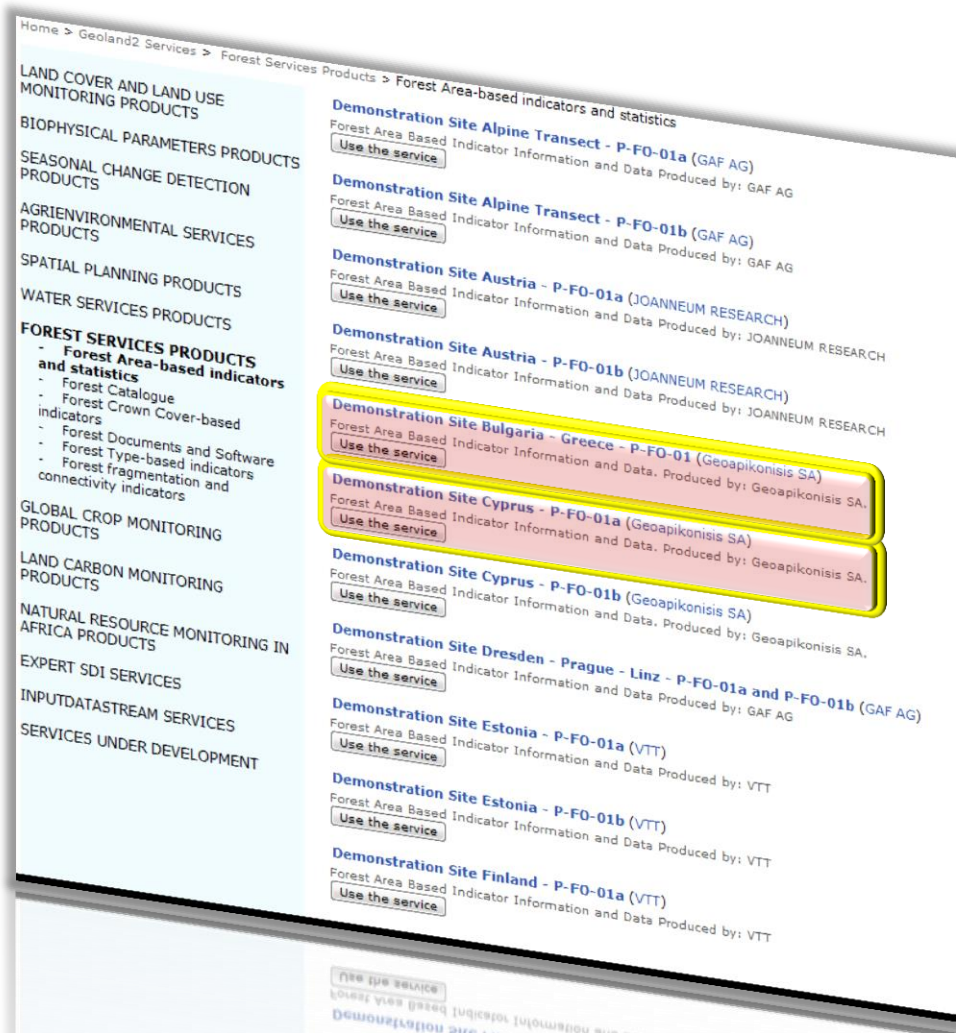 Home > Geoland2 Services > Forest Services Products > Forest Area-based indicators and statistics
LAND COVER AND LAND USE
MONITORING PRODUCTS
BIOPHYSICAL PARAMETERS PRODUCTS
SEASONAL CHANGE DETECTION
PRODUCTS
AGRIENVIRONMENTAL SERVICES
PRODUCTS
SPATIAL PLANNING PRODUCTS
WATER SERVICES PRODUCTS
FOREST SERVICES PRODUCTS
- Forest Area-based indicators
and statistics
- Forest Catalogue
- Forest Crown Cover-based
indicators
- Forest Documents and Software
- Forest Type-based indicators
- Forest fragmentation and
connectivity indicators
GLOBAL CROP MONITORING
PRODUCTS
LAND CARBON MONITORING
PRODUCTS
NATURAL RESOURCE MONITORING IN
AFRICA PRODUCTS
EXPERT SDI SERVICES
INPUTDATASTREAM SERVICES
SERVICES UNDER DEVELOPMENT
Demonstration Site Alpine Transect - P-FO-01a (GAF AG)
Forest Area Based Indicator Information and Data Produced by: GAF AG
Use the service
Demonstration Site Alpine Transect - P-FO-01b (GAF AG)
Forest Area Based Indicator Information and Data Produced by: GAF AG
Use the service
Demonstration Site Austria - P-FO-01a (JOANNEUM RESEARCH)
Forest Area Based Indicator Information and Data Produced by: JOANNEUM RESEARCH
Use the service
Demonstration Site Austria - P-FO-01b (JOANNEUM RESEARCH)
Forest Area Based Indicator Information and Data Produced by: JOANNEUM RESEARCH
Use the service
Demonstration Site Bulgaria - Greece - P-FO-01 (Geoapikonisis SA)
Forest Area Based Indicator Information and Data. Produced by: Geoapikonisis SA.
Use the service
Demonstration Site Cyprus - P-FO-01a (Geoapikonisis SA)
Forest Area Based Indicator Information and Data. Produced by: Geoapikonisis SA.
Use the service
Demonstration Site Cyprus - P-FO-01b (Geoapikonisis SA)
Forest Area Based Indicator Information and Data. Produced by: Geoapikonisis SA.
Use the service
Demonstration Site Dresden - Prague - Linz - P-FO-01a and P-FO-01b (GAF AG)
Forest Area Based Indicator Information and Data Produced by: GAF AG
Use the service
Demonstration Site Estonia - P-FO-01a (VTT)
Forest Area Based Indicator Information and Data Produced by: VTT
Use the service
Demonstration Site Estonia - P-FO-01b (VTT)
Forest Area Based Indicator Information and Data Produced by: VTT
Use the service
Demonstration Site Finland - P-FO-01a (VTT)
Forest Area Based Indicator Information and Data Produced by: VTT
Use the service